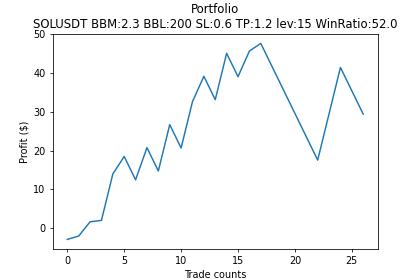 Portfolio
SOLUSDT BBM:2.3 BBL:200 SL:0.6 TP:1.2 lev:15 WinRatio:52.0
50
40
30
20
10
0
Profit ($)
0 5 10 15 20 25
Trade counts